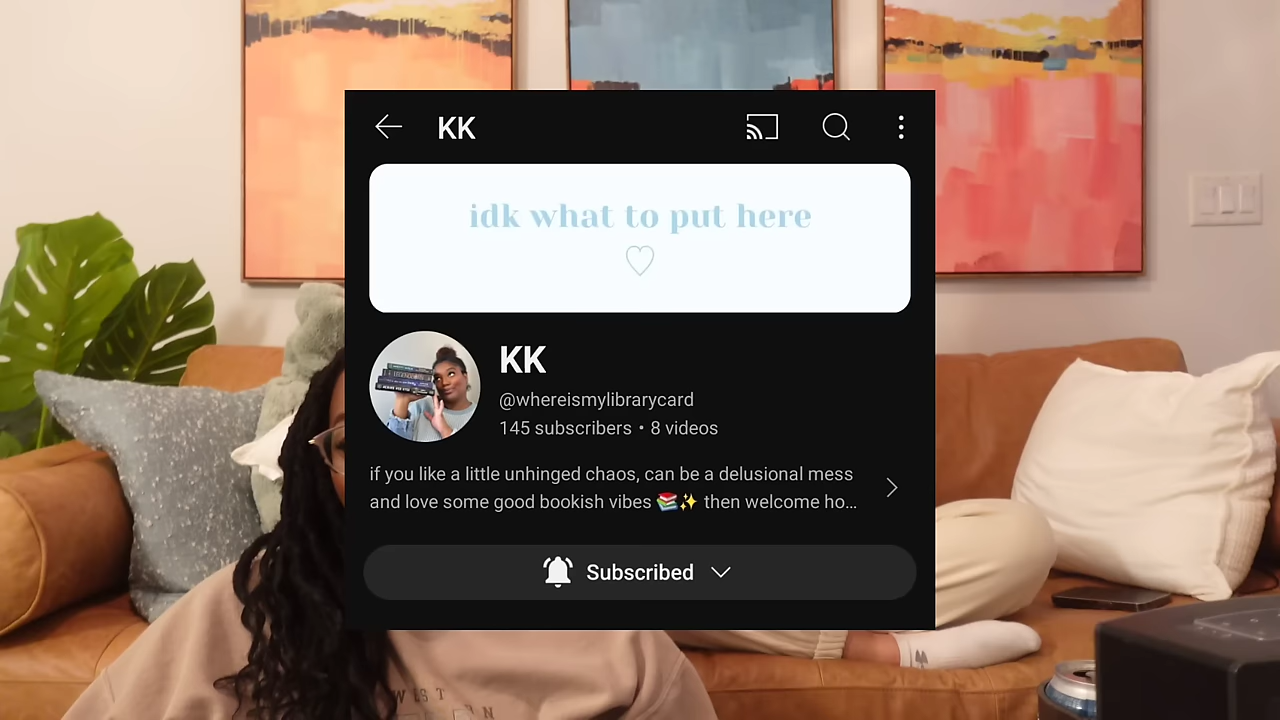 KK
idk what to put here
KK
@whereismylibrarycard
145 subscribers • 8 videos
if you like a little unhinged chaos, can be a delusional mess
and love some good bookish vibes 📚✨ then welcome ho...
Subscribed